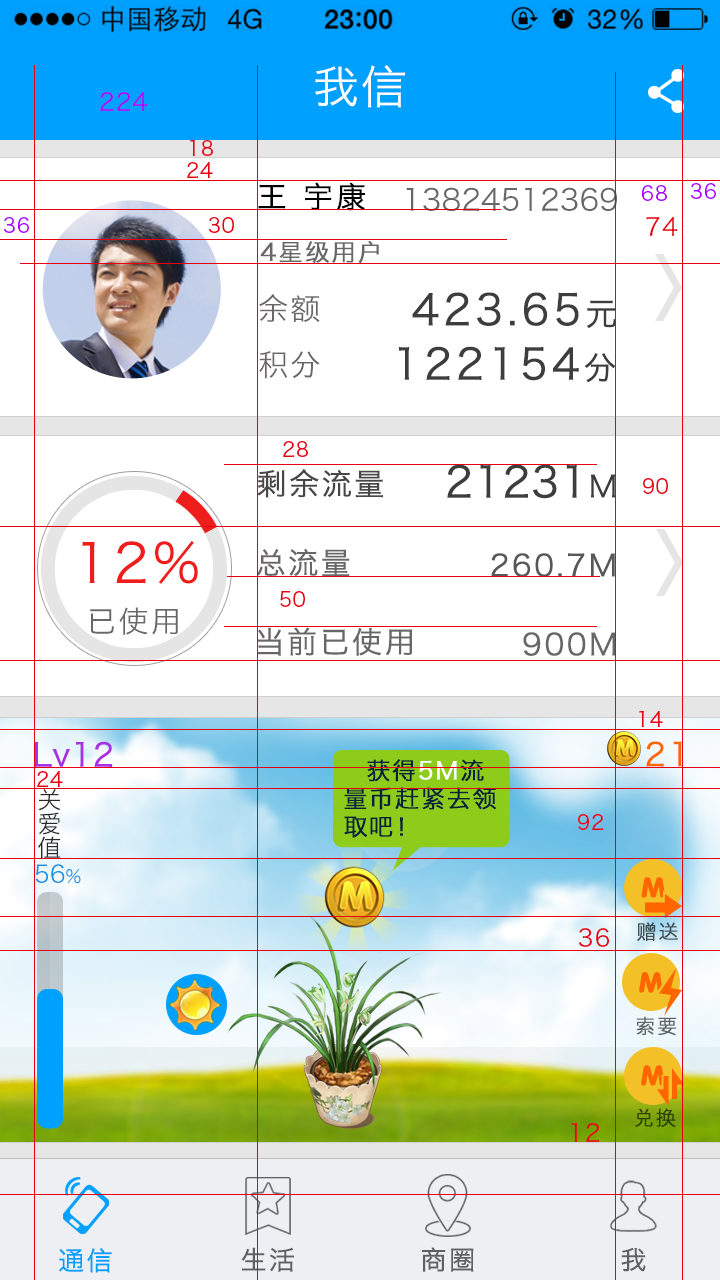 中国移动 4G 23:00 32%
我信
224
18
24
王 宇康 13824512369 68 36
36 30 74
4星级用户
余额 423.65元
积分 122154分
28
剩余流量 21231M 90
12% 总流量 260.7M
50
已使用 当前已使用 900M
14
Lv12 21
24
关爱值
56%
获得5M流
量币赶紧去领
取吧!
92
M
M
36
赠送
M
索要
M
兑换
12
通信 生活 商圈 我